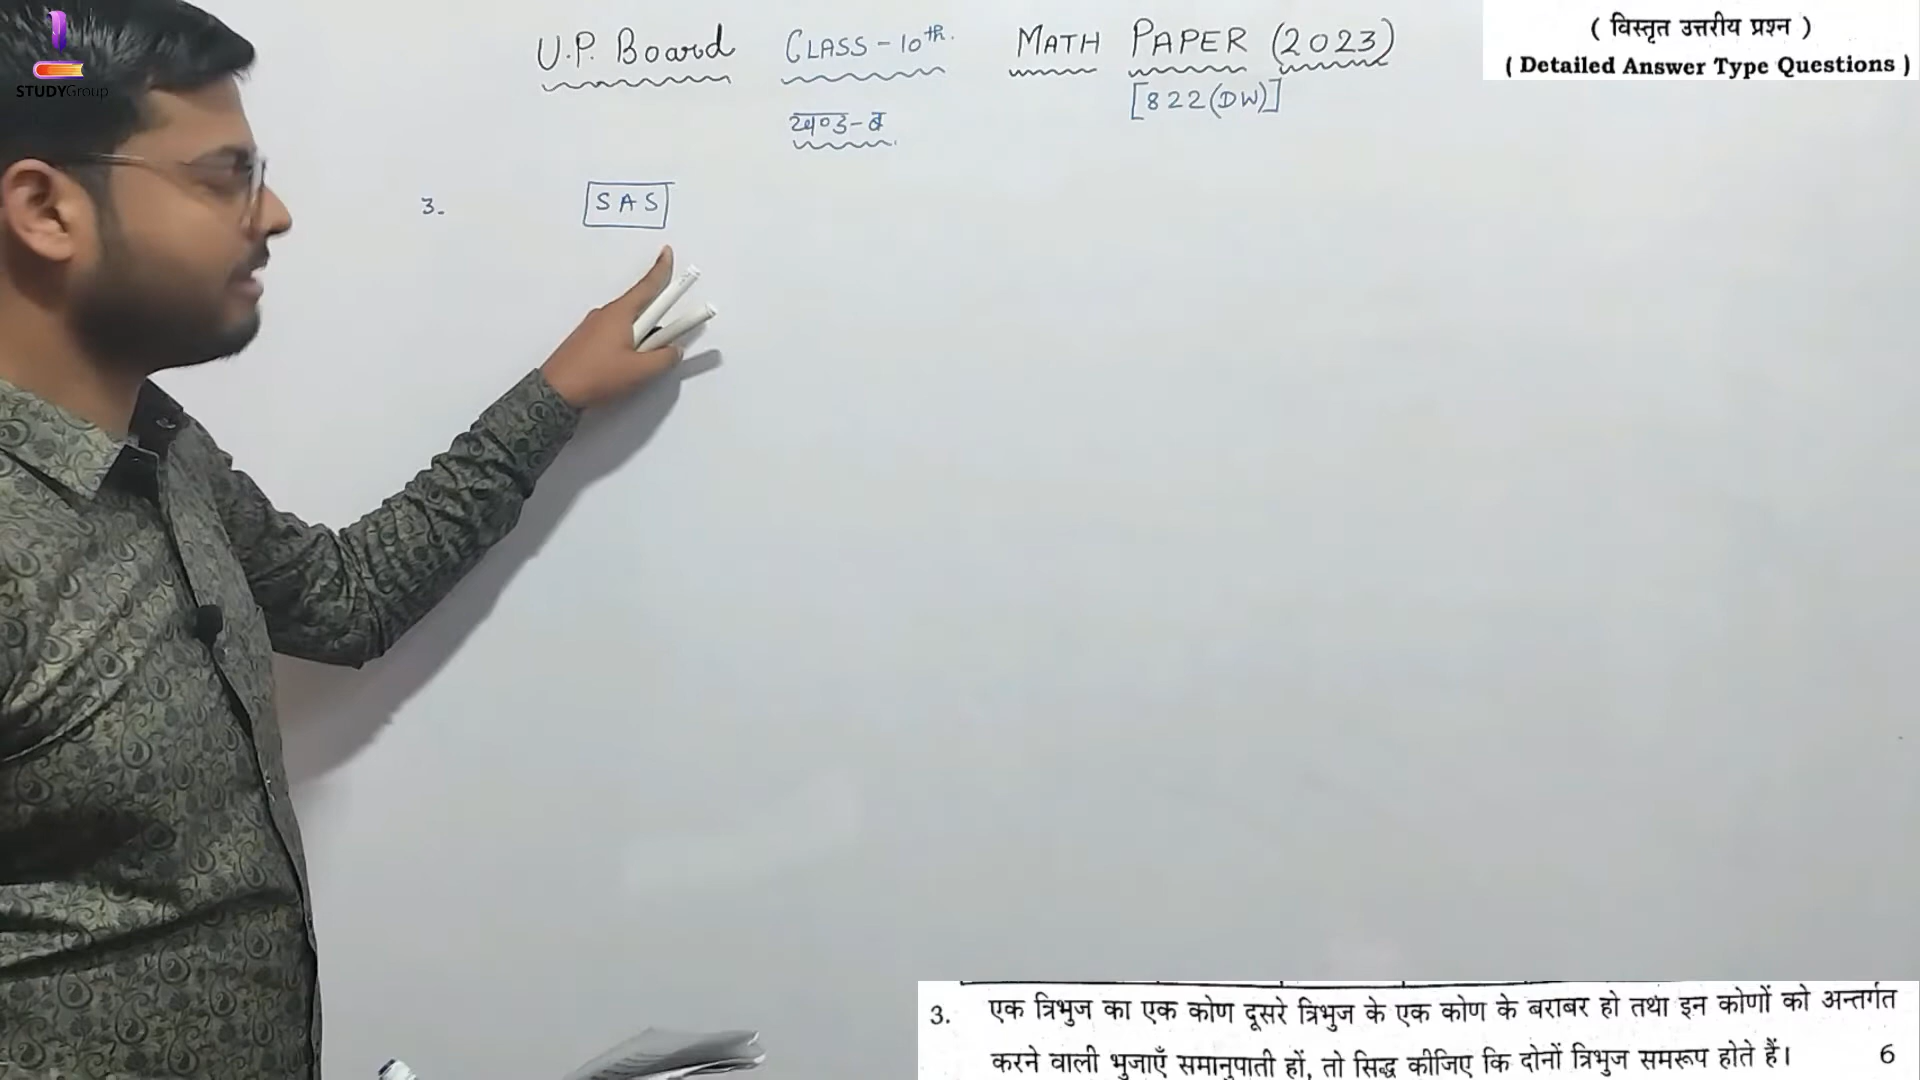 STUDYGroup
U.P. Board CLASS - 10th. MATH PAPER (2023)
[822(DW)]
खण्ड-ब
3. SAS
( विस्तृत उत्तरीय प्रश्न )
( Detailed Answer Type Questions )
3. एक त्रिभुज का एक कोण दूसरे त्रिभुज के एक कोण के बराबर हो तथा इन कोणों को अन्तर्गत
करने वाली भुजाएँ समानुपाती हों, तो सिद्ध कीजिए कि दोनों त्रिभुज समरूप होते हैं। 6